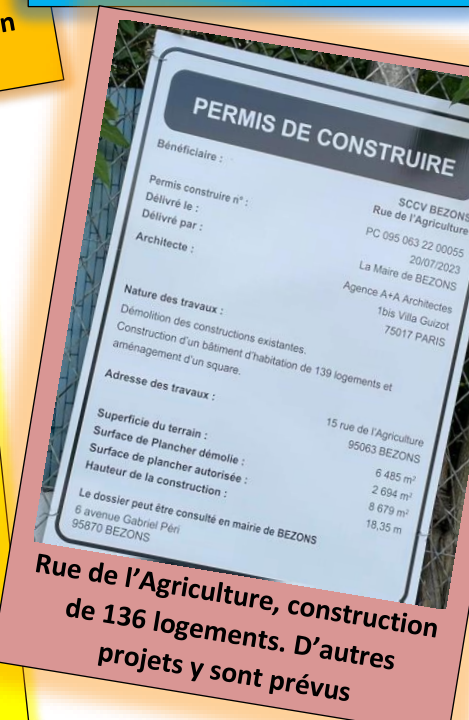 n
PERMIS DE CONSTRUIRE
Bénéficiaire :
SCCV BEZONS
Rue de l'Agriculture
Permis construire n° : PC 095 063 22 00055
Délivré le : 20/07/2023
Délivré par : La Maire de BEZONS
Architecte : Agence A+A Architectes
1bis Villa Guizot
75017 PARIS
Nature des travaux :
Démolition des constructions existantes.
Construction d'un bâtiment d'habitation de 139 logements et
aménagement d'un square.
Adresse des travaux :
15 rue de l'Agriculture
95063 BEZONS
Superficie du terrain : 6 485 m²
Surface de Plancher démolie : 2 694 m²
Surface de plancher autorisée : 8 679 m²
Hauteur de la construction : 18,35 m
Le dossier peut être consulté en mairie de BEZONS
6 avenue Gabriel Péri
95870 BEZONS
Rue de l'Agriculture, construction
de 136 logements. D'autres
projets y sont prévus